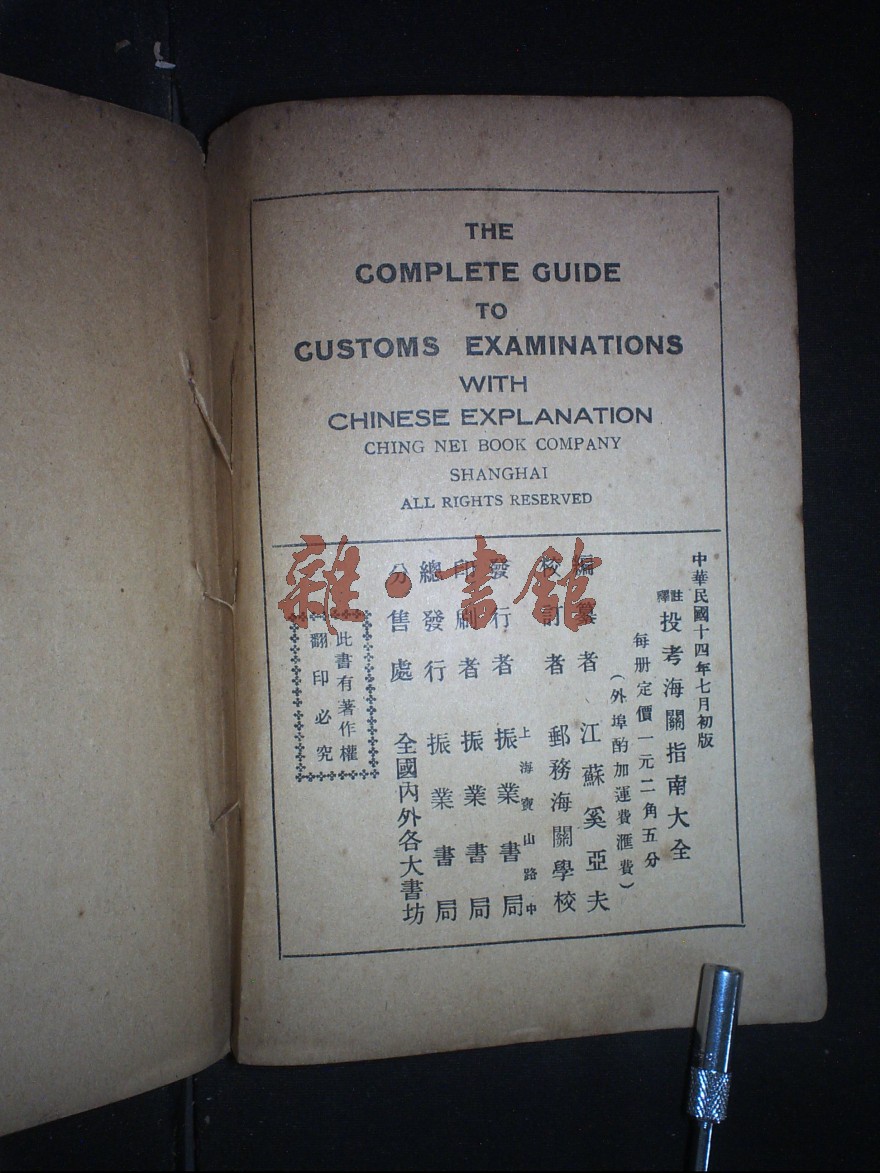 THE
COMPLETE GUIDE
TO
CUSTOMS EXAMINATIONS
WITH
CHINESE EXPLANATION
CHING NEI BOOK COMPANY
SHANGHAI
ALL RIGHTS RESERVED
中華民國十四年七月初版
註釋投考海關指南大全
每册定價一元二角五分
(外埠酌加運費滙費)
編纂者 江蘇奚亞夫
校訂者 郵務海關學校
發行者 上海寶山路中振業書局
印刷者 振業書局
總發行 振業書局
分售處 全國內外各大書坊
此書有著作權
翻印必究
雜·書館